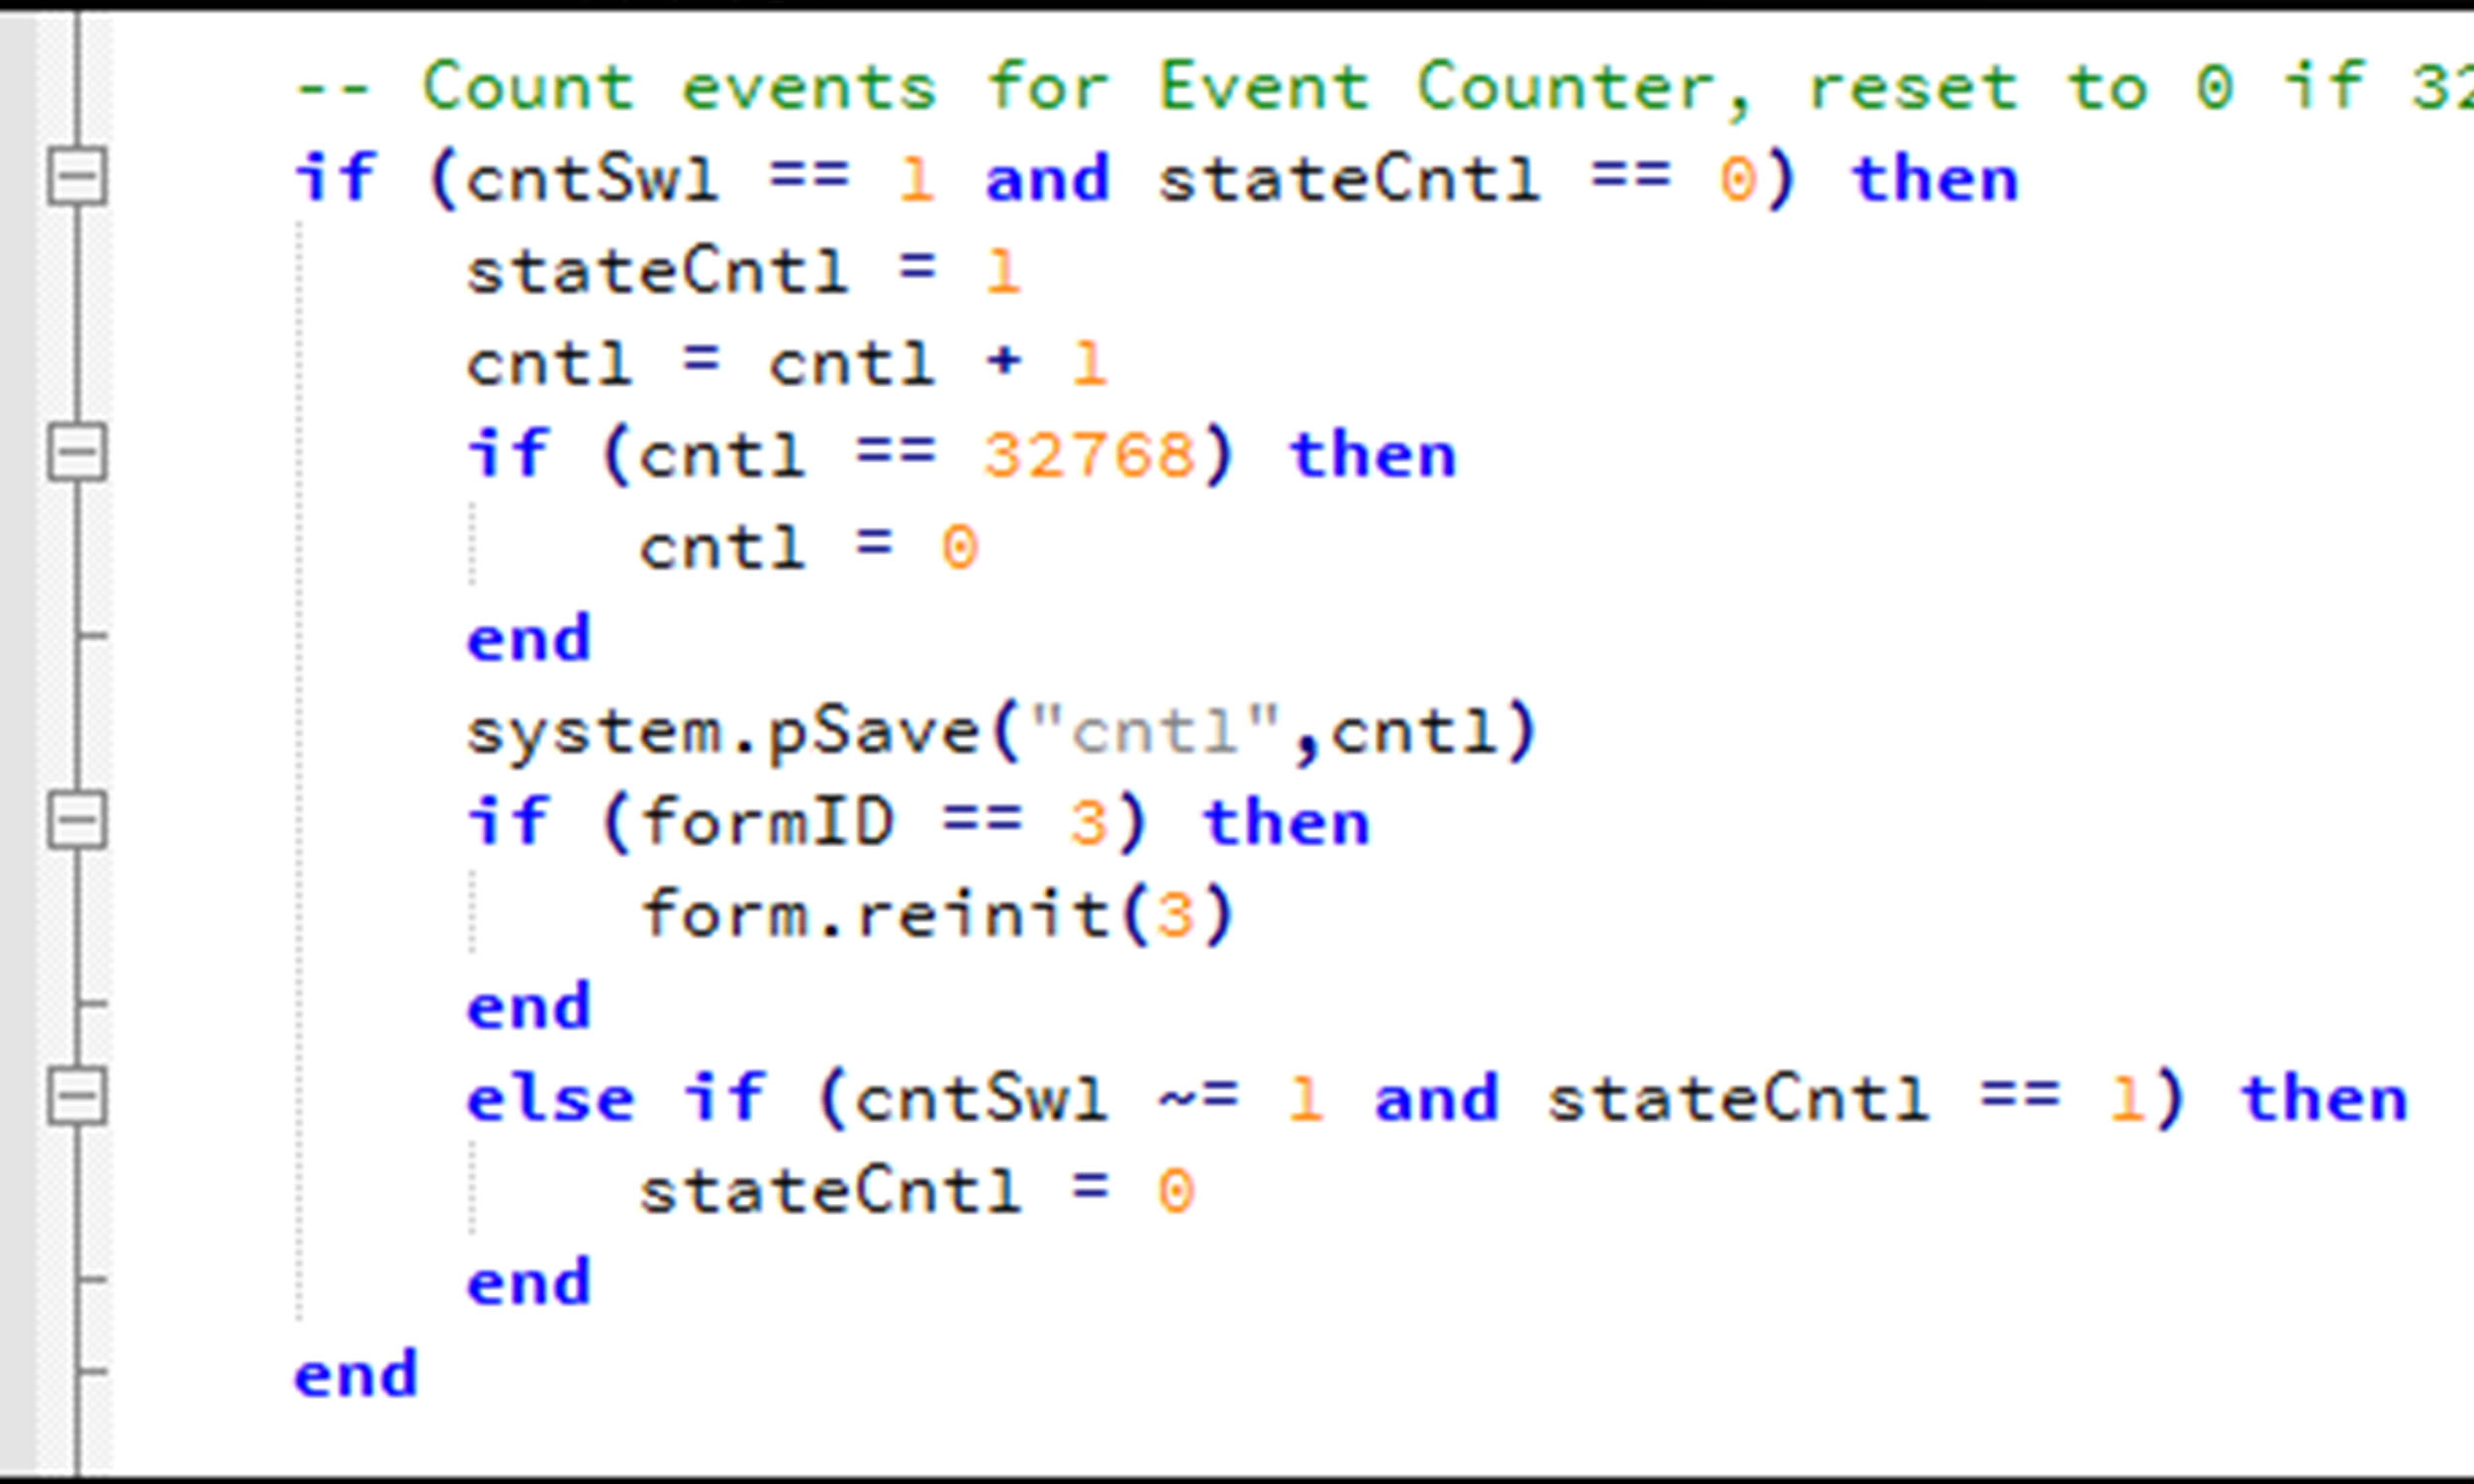 -- Count events for Event Counter, reset to 0 if 32
if (cntSw1 == 1 and stateCnt1 == 0) then
stateCnt1 = 1
cnt1 = cnt1 + 1
if (cnt1 == 32768) then
cnt1 = 0
end
system.pSave("cnt1",cnt1)
if (formID == 3) then
form.reinit(3)
end
else if (cntSw1 ~= 1 and stateCnt1 == 1) then
stateCnt1 = 0
end
end